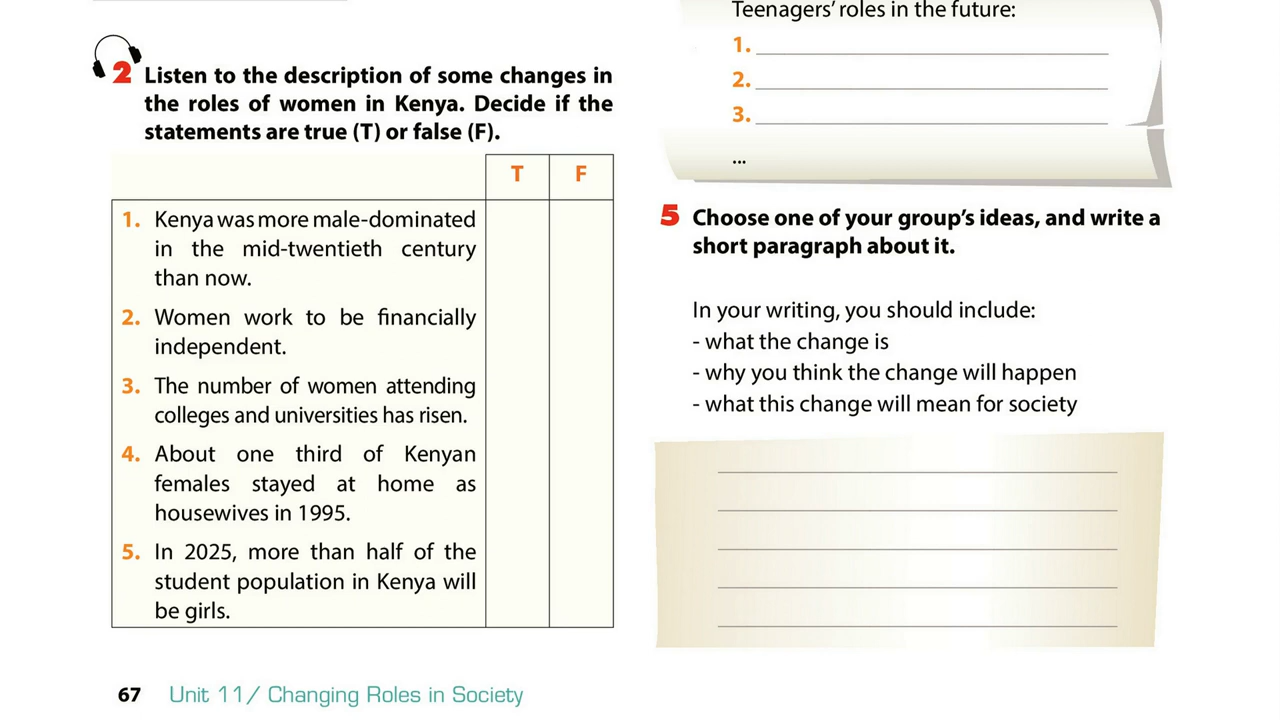 2 Listen to the description of some changes in
the roles of women in Kenya. Decide if the
statements are true (T) or false (F).
T F
1. Kenya was more male-dominated
in the mid-twentieth century
than now.
2. Women work to be financially
independent.
3. The number of women attending
colleges and universities has risen.
4. About one third of Kenyan
females stayed at home as
housewives in 1995.
5. In 2025, more than half of the
student population in Kenya will
be girls.
Teenagers' roles in the future:
1.
2.
3.
...
5 Choose one of your group's ideas, and write a
short paragraph about it.
In your writing, you should include:
- what the change is
- why you think the change will happen
- what this change will mean for society
67 Unit 11/ Changing Roles in Society